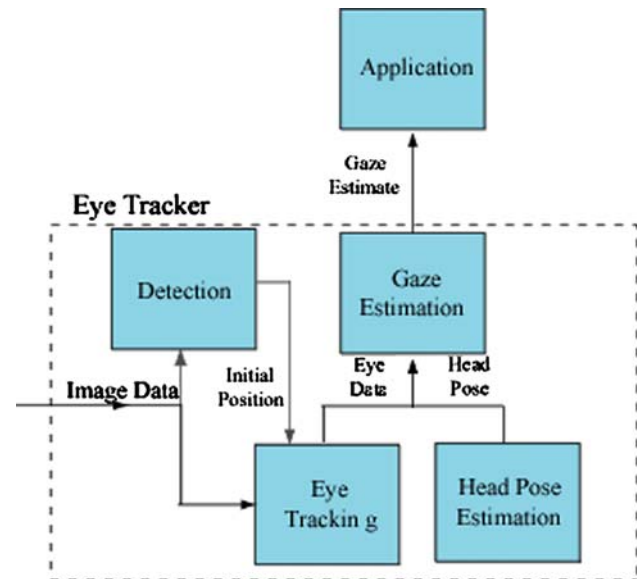 Application
Gaze
Estimate
Eye Tracker
Detection
Gaze
Estimation
Image Data
Initial
Position
Eye
Data
Head
Pose
Eye
Trackin g
Head Pose
Estimation